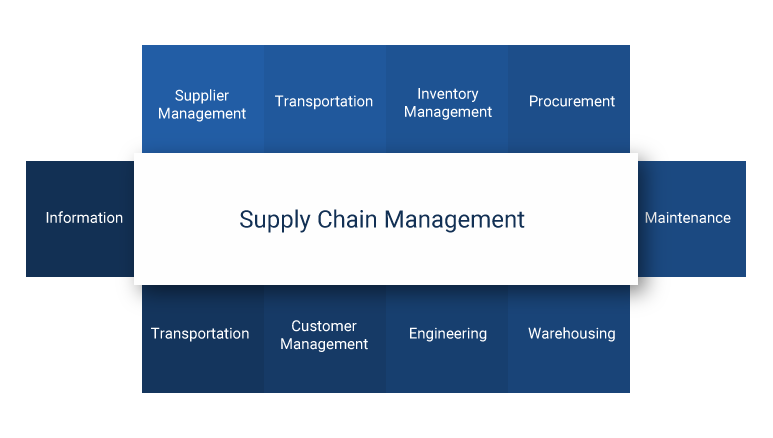 Supplier
Management
Transportation
Inventory
Management
Procurement
Information
Supply Chain Management
Maintenance
Transportation
Customer
Management
Engineering
Warehousing